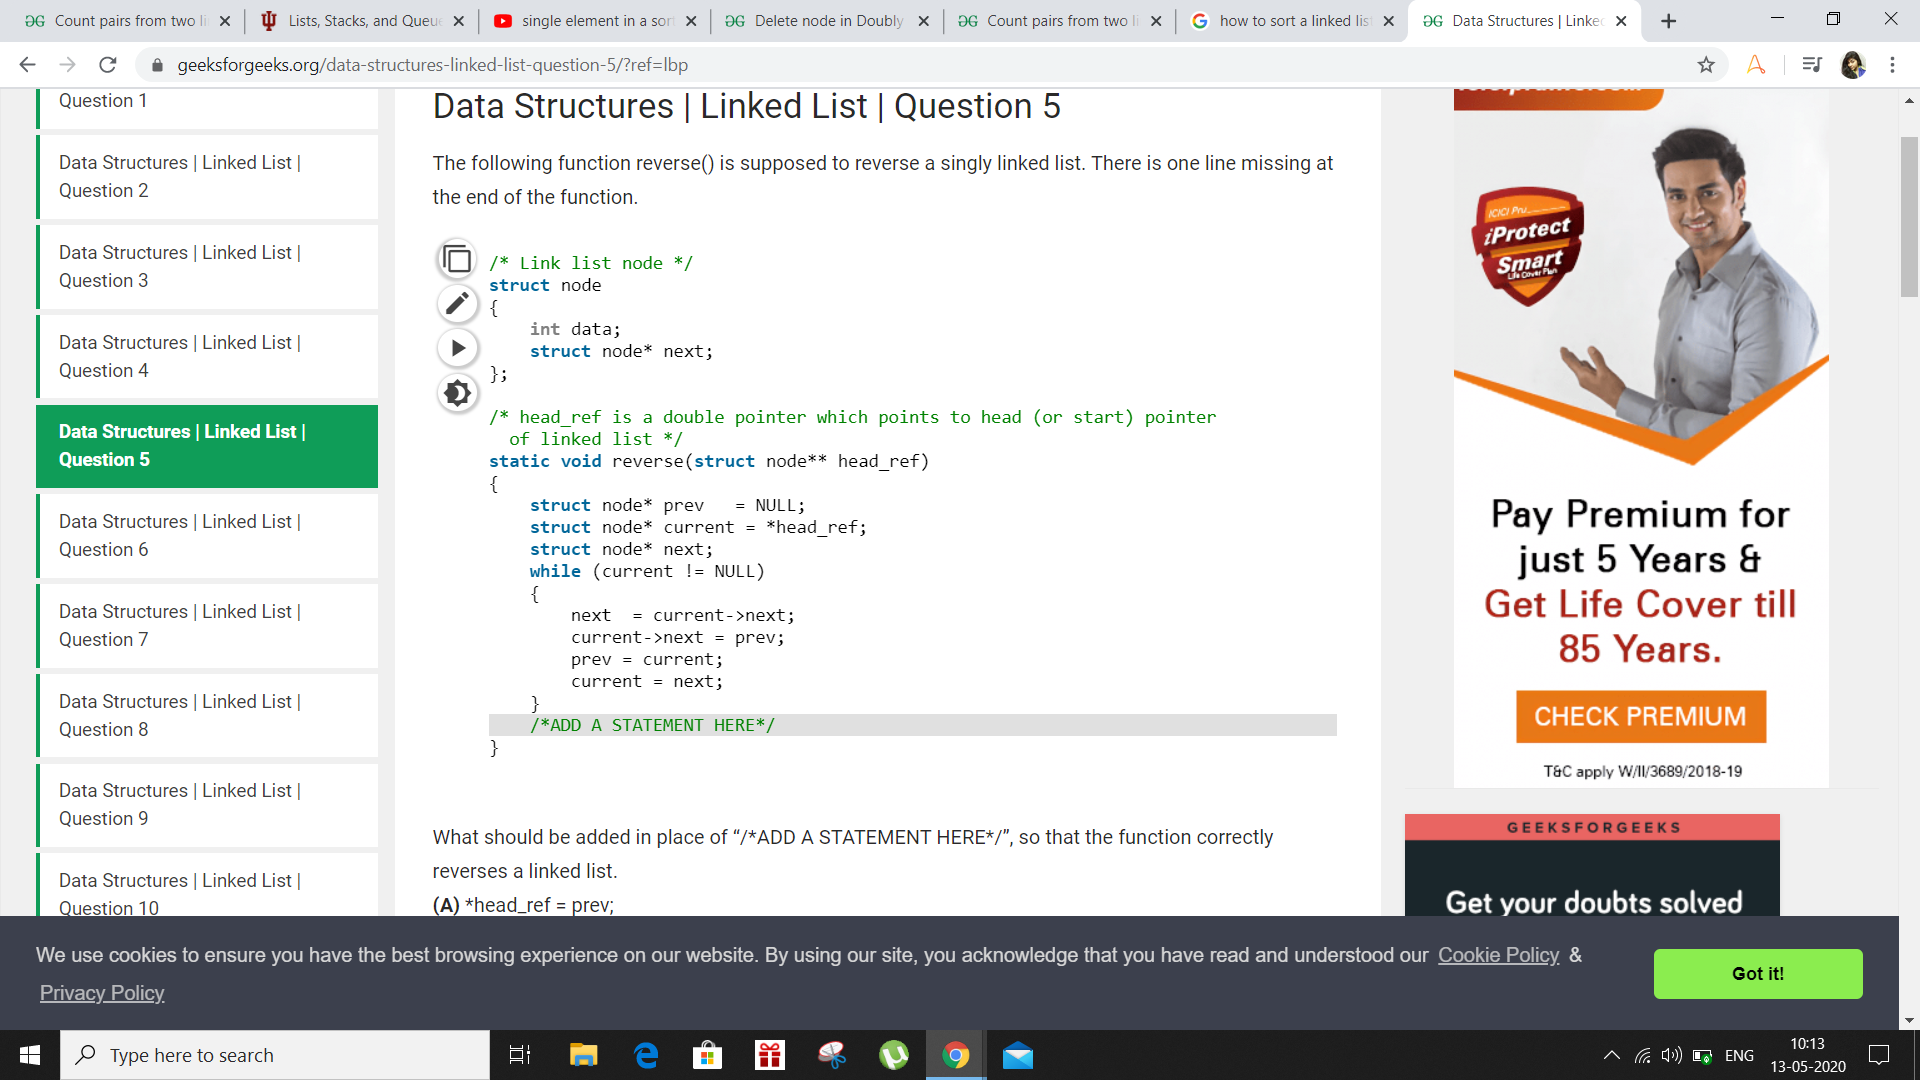 Count pairs from two li
Lists, Stacks, and Queue
single element in a sort
Delete node in Doubly
Count pairs from two li
how to sort a linked list
Data Structures | Linked
geeksforgeeks.org/data-structures-linked-list-question-5/?ref=lbp
Question 1
Data Structures | Linked List |
Question 2
Data Structures | Linked List |
Question 3
Data Structures | Linked List |
Question 4
Data Structures | Linked List |
Question 5
Data Structures | Linked List |
Question 6
Data Structures | Linked List |
Question 7
Data Structures | Linked List |
Question 8
Data Structures | Linked List |
Question 9
Data Structures | Linked List |
Question 10
Data Structures | Linked List | Question 5
The following function reverse() is supposed to reverse a singly linked list. There is one line missing at
the end of the function.
/* Link list node */
struct node
{
    int data;
    struct node* next;
};
/* head_ref is a double pointer which points to head (or start) pointer
  of linked list */
static void reverse(struct node** head_ref)
{
    struct node* prev   = NULL;
    struct node* current = *head_ref;
    struct node* next;
    while (current != NULL)
    {
        next  = current->next;
        current->next = prev;
        prev = current;
        current = next;
    }
    /*ADD A STATEMENT HERE*/
}
What should be added in place of “/*ADD A STATEMENT HERE*/”, so that the function correctly
reverses a linked list.
(A) *head_ref = prev;
ICICI Pru
iProtect
Smart
Life Cover Plan
Pay Premium for
just 5 Years &
Get Life Cover till
85 Years.
CHECK PREMIUM
T&C apply W/II/3689/2018-19
GEEKSFORGEEKS
Get your doubts solved
We use cookies to ensure you have the best browsing experience on our website. By using our site, you acknowledge that you have read and understood our Cookie Policy &
Privacy Policy
Got it!
Type here to search
ENG
10:13
13-05-2020